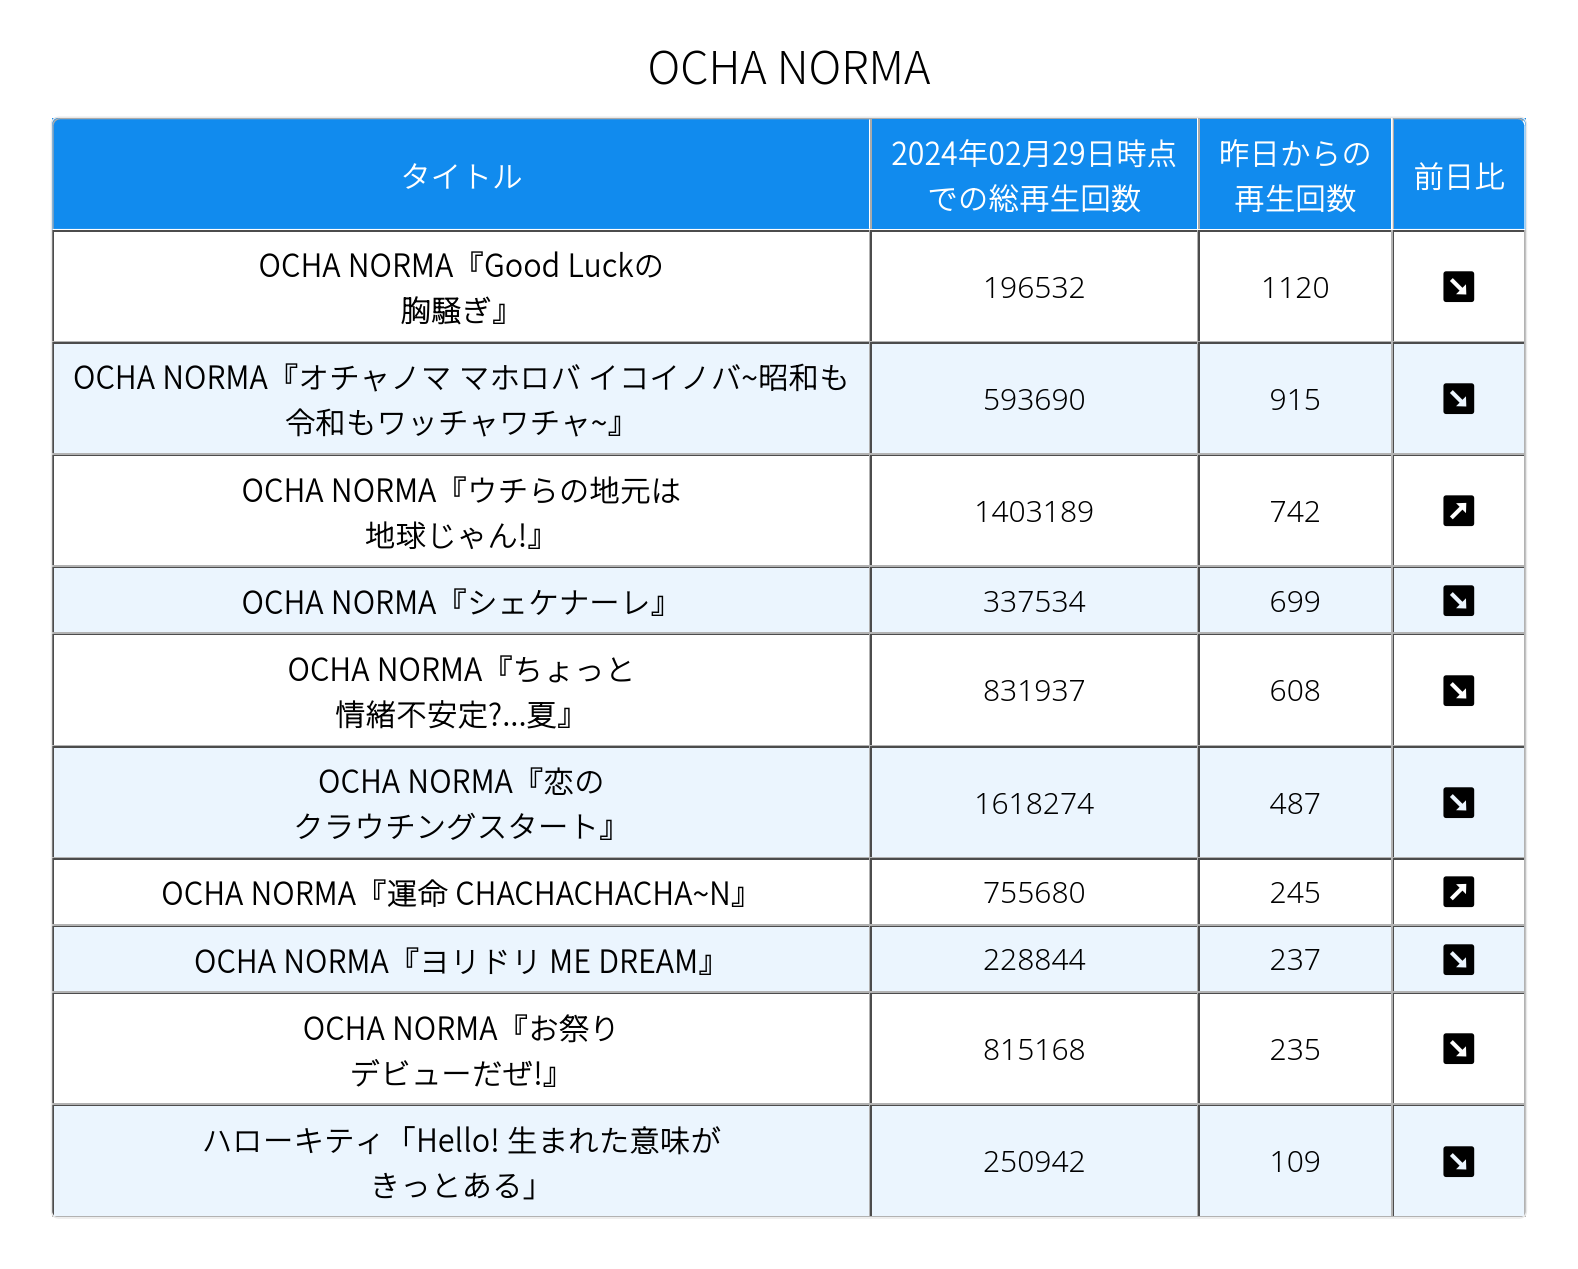 OCHA NORMA
タイトル
2024年02月29日時点
での総再生回数
昨日からの
再生回数
前日比
OCHA NORMA『Good Luckの
胸騒ぎ』
196532
1120
↘
OCHA NORMA『オチャノマ マホロバ イコイノバ~昭和も
令和もワッチャワチャ~』
593690
915
↘
OCHA NORMA『ウチらの地元は
地球じゃん!』
1403189
742
↗
OCHA NORMA『シェケナーレ』
337534
699
↘
OCHA NORMA『ちょっと
情緒不安定?...夏』
831937
608
↘
OCHA NORMA『恋の
クラウチングスタート』
1618274
487
↘
OCHA NORMA『運命 CHACHACHACHA~N』
755680
245
↗
OCHA NORMA『ヨリドリ ME DREAM』
228844
237
↘
OCHA NORMA『お祭り
デビューだぜ!』
815168
235
↘
ハローキティ「Hello! 生まれた意味が
きっとある」
250942
109
↘